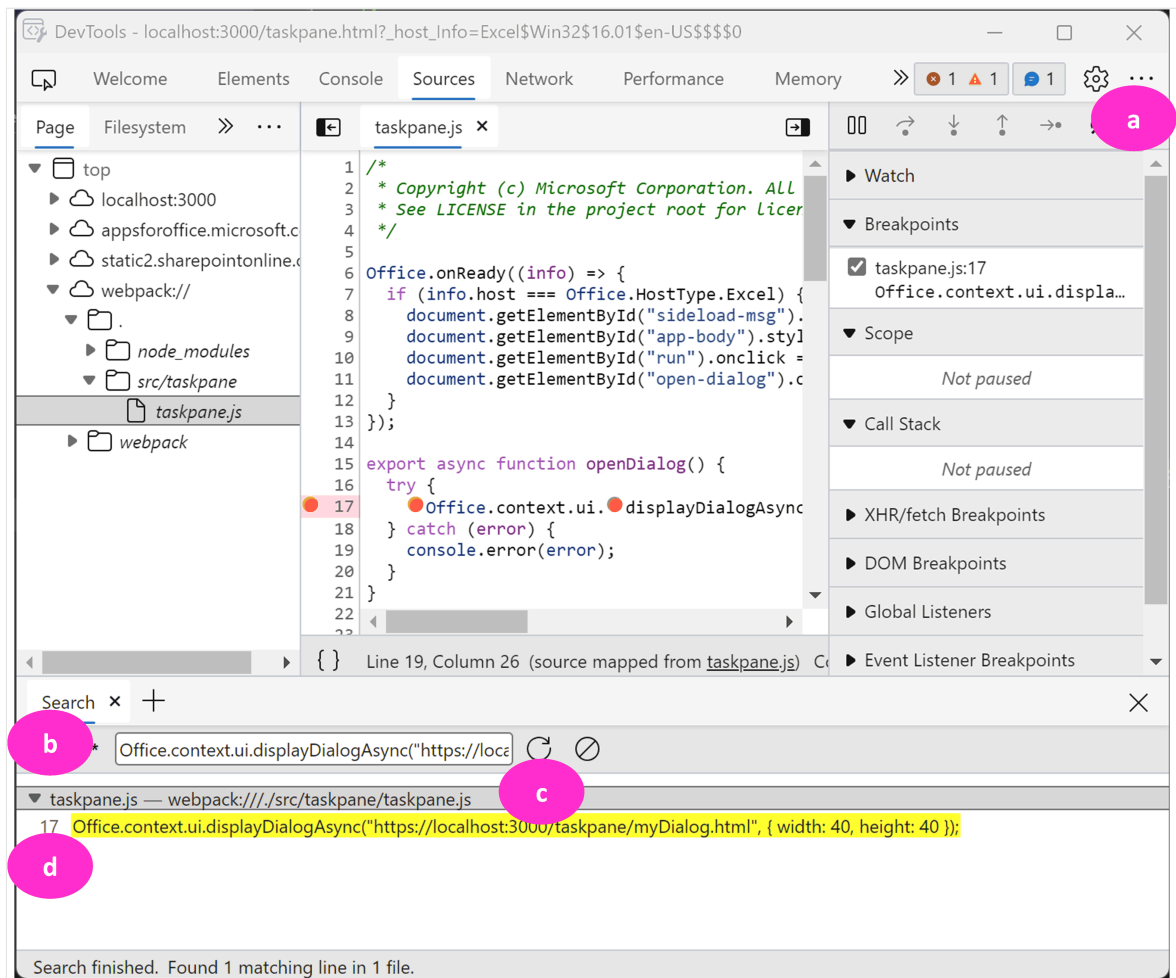 DevTools - localhost:3000/taskpane.html?_host_Info=Excel$Win32$16.01$en-US$$$$0
Welcome Elements Console Sources Network Performance Memory 1 1 1
a
Page Filesystem
taskpane.js
top
localhost:3000
appsforoffice.microsoft.c
static2.sharepointonline.c
webpack://
.
node_modules
src/taskpane
taskpane.js
webpack
1 /*
2 * Copyright (c) Microsoft Corporation. All
3 * See LICENSE in the project root for licen
4 */
5
6 Office.onReady((info) => {
7 if (info.host === Office.HostType.Excel) {
8 document.getElementById("sideload-msg").
9 document.getElementById("app-body").styl
10 document.getElementById("run").onclick =
11 document.getElementById("open-dialog").c
12 }
13 });
14
15 export async function openDialog() {
16 try {
17 Office.context.ui.displayDialogAsync
18 } catch (error) {
19 console.error(error);
20 }
21 }
22
23
{ } Line 19, Column 26 (source mapped from taskpane.js) Co
Watch
Breakpoints
taskpane.js:17
Office.context.ui.displa…
Scope
Not paused
Call Stack
Not paused
XHR/fetch Breakpoints
DOM Breakpoints
Global Listeners
Event Listener Breakpoints
Search
b
* Office.context.ui.displayDialogAsync("https://loca
c
taskpane.js — webpack:///./src/taskpane/taskpane.js
17 Office.context.ui.displayDialogAsync("https://localhost:3000/taskpane/myDialog.html", { width: 40, height: 40 });
d
Search finished. Found 1 matching line in 1 file.